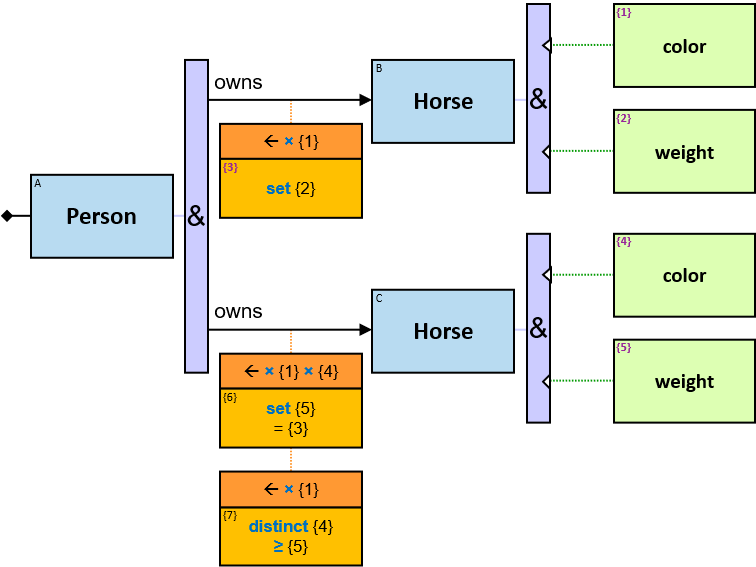 A
Person
&
owns
← × {1}
{3}
set {2}
B
Horse
&
{1}
color
{2}
weight
owns
← × {1} × {4}
{6}
set {5}
= {3}
← × {1}
{7}
distinct {4}
≥ {5}
C
Horse
&
{4}
color
{5}
weight